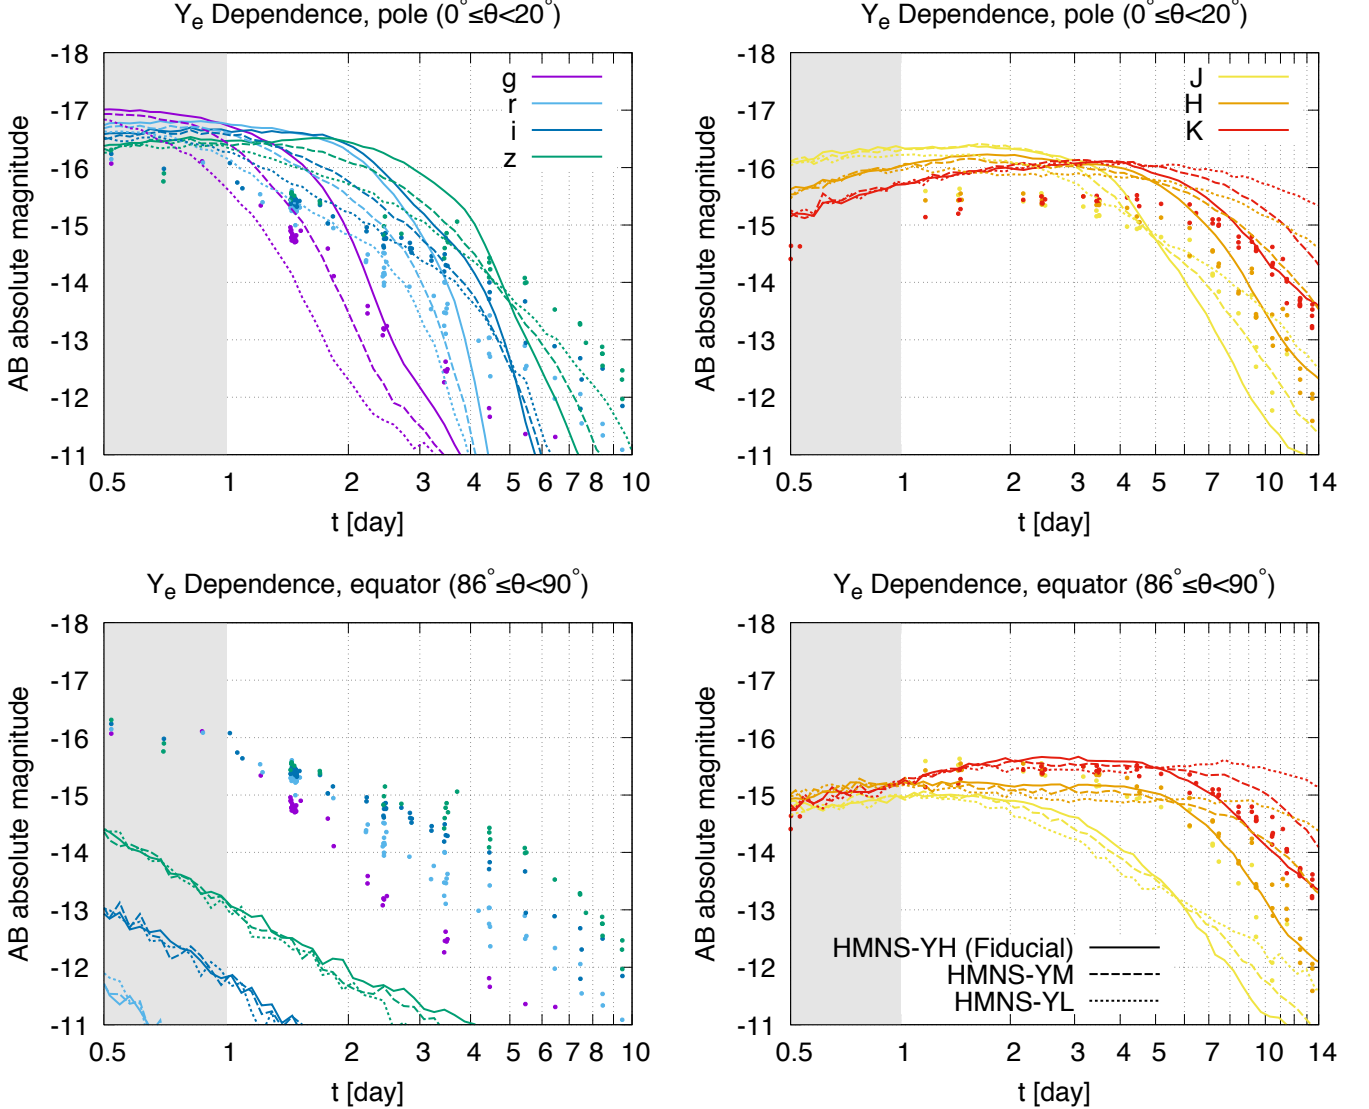 Y_e Dependence, pole (0°≤θ<20°)
AB absolute magnitude
-18
-17
-16
-15
-14
-13
-12
-11
g
r
i
z
0.5 1 2 3 4 5 6 7 8 10
t [day]
Y_e Dependence, pole (0°≤θ<20°)
AB absolute magnitude
-18
-17
-16
-15
-14
-13
-12
-11
J
H
K
0.5 1 2 3 4 5 7 10 14
t [day]
Y_e Dependence, equator (86°≤θ<90°)
AB absolute magnitude
-18
-17
-16
-15
-14
-13
-12
-11
0.5 1 2 3 4 5 6 7 8 10
t [day]
Y_e Dependence, equator (86°≤θ<90°)
AB absolute magnitude
-18
-17
-16
-15
-14
-13
-12
-11
HMNS-YH (Fiducial)
HMNS-YM
HMNS-YL
0.5 1 2 3 4 5 7 10 14
t [day]